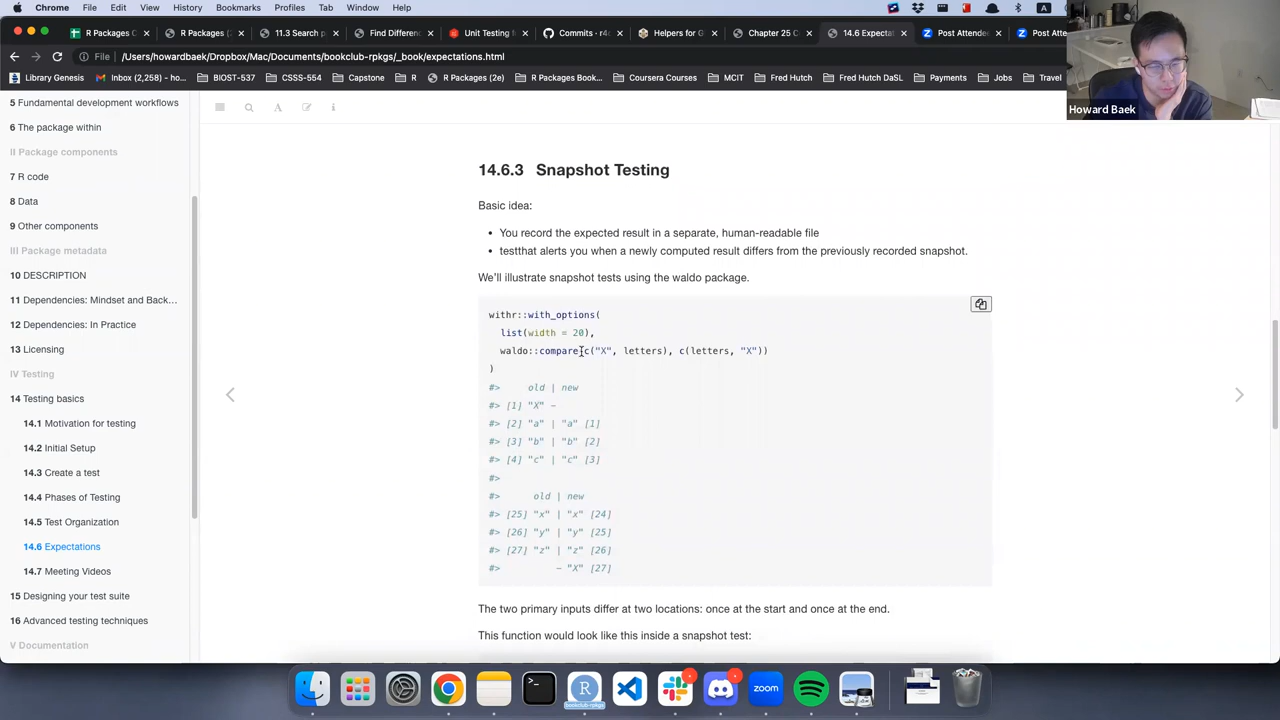 Chrome File Edit View History Bookmarks Profiles Tab Window Help
R Packages C
R Packages (2
11.3 Search p
Find Differenc
Unit Testing fo
Commits · r4d
Helpers for G
Chapter 25 C
14.6 Expectat
Post Attende
Post Att
File /Users/howardbaek/Dropbox/Mac/Documents/bookclub-rpkgs/_book/expectations.html
Library Genesis
Inbox (2,258) - ho...
BIOST-537
CSSS-554
Capstone
R
R Packages (2e)
R Packages Book...
Coursera Courses
MCIT
Fred Hutch
Fred Hutch DaSL
Payments
Jobs
Travel
Howard Baek
5 Fundamental development workflows
6 The package within
II Package components
7 R code
8 Data
9 Other components
III Package metadata
10 DESCRIPTION
11 Dependencies: Mindset and Back...
12 Dependencies: In Practice
13 Licensing
IV Testing
14 Testing basics
14.1 Motivation for testing
14.2 Initial Setup
14.3 Create a test
14.4 Phases of Testing
14.5 Test Organization
14.6 Expectations
14.7 Meeting Videos
15 Designing your test suite
16 Advanced testing techniques
V Documentation
14.6.3 Snapshot Testing
Basic idea:
• You record the expected result in a separate, human-readable file
• testthat alerts you when a newly computed result differs from the previously recorded snapshot.
We'll illustrate snapshot tests using the waldo package.
withr::with_options(
list(width = 20),
waldo::compare(c("X", letters), c(letters, "X"))
)
#> old | new
#> [1] "X" -
#> [2] "a" | "a" [1]
#> [3] "b" | "b" [2]
#> [4] "c" | "c" [3]
#>
#> old | new
#> [25] "x" | "x" [24]
#> [26] "y" | "y" [25]
#> [27] "z" | "z" [26]
#> - "X" [27]
The two primary inputs differ at two locations: once at the start and once at the end.
This function would look like this inside a snapshot test:
bookclub-rpkgs
zoom